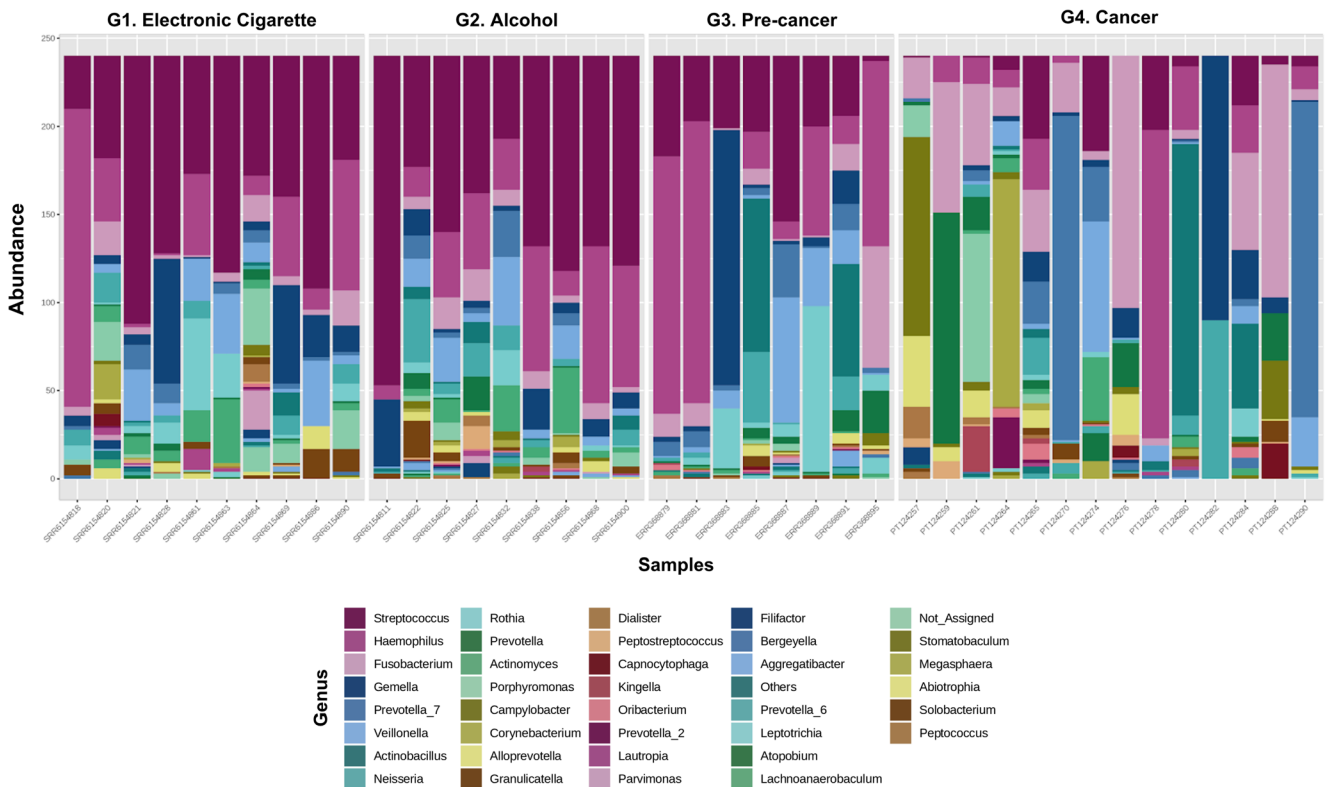 G1. Electronic Cigarette G2. Alcohol G3. Pre-cancer G4. Cancer
250
200
150
100
50
0
Abundance
SRR6154818 SRR6154820 SRR6154821 SRR6154828 SRR6154861 SRR6154863 SRR6154864 SRR6154869 SRR6154886 SRR6154890 SRR6154811 SRR6154822 SRR6154825 SRR6154827 SRR6154832 SRR6154838 SRR6154856 SRR6154868 SRR6154900 ERR368879 ERR368881 ERR368883 ERR368885 ERR368887 ERR368889 ERR368891 ERR368895 PT124257 PT124259 PT124261 PT124264 PT124265 PT124270 PT124274 PT124276 PT124278 PT124280 PT124282 PT124284 PT124288 PT124290
Samples
Genus
Streptococcus Rothia Dialister Filifactor Not_Assigned
Haemophilus Prevotella Peptostreptococcus Bergeyella Stomatobaculum
Fusobacterium Actinomyces Capnocytophaga Aggregatibacter Megasphaera
Gemella Porphyromonas Kingella Others Abiotrophia
Prevotella_7 Campylobacter Oribacterium Prevotella_6 Solobacterium
Veillonella Corynebacterium Prevotella_2 Leptotrichia Peptococcus
Actinobacillus Alloprevotella Lautropia Atopobium
Neisseria Granulicatella Parvimonas Lachnoanaerobaculum